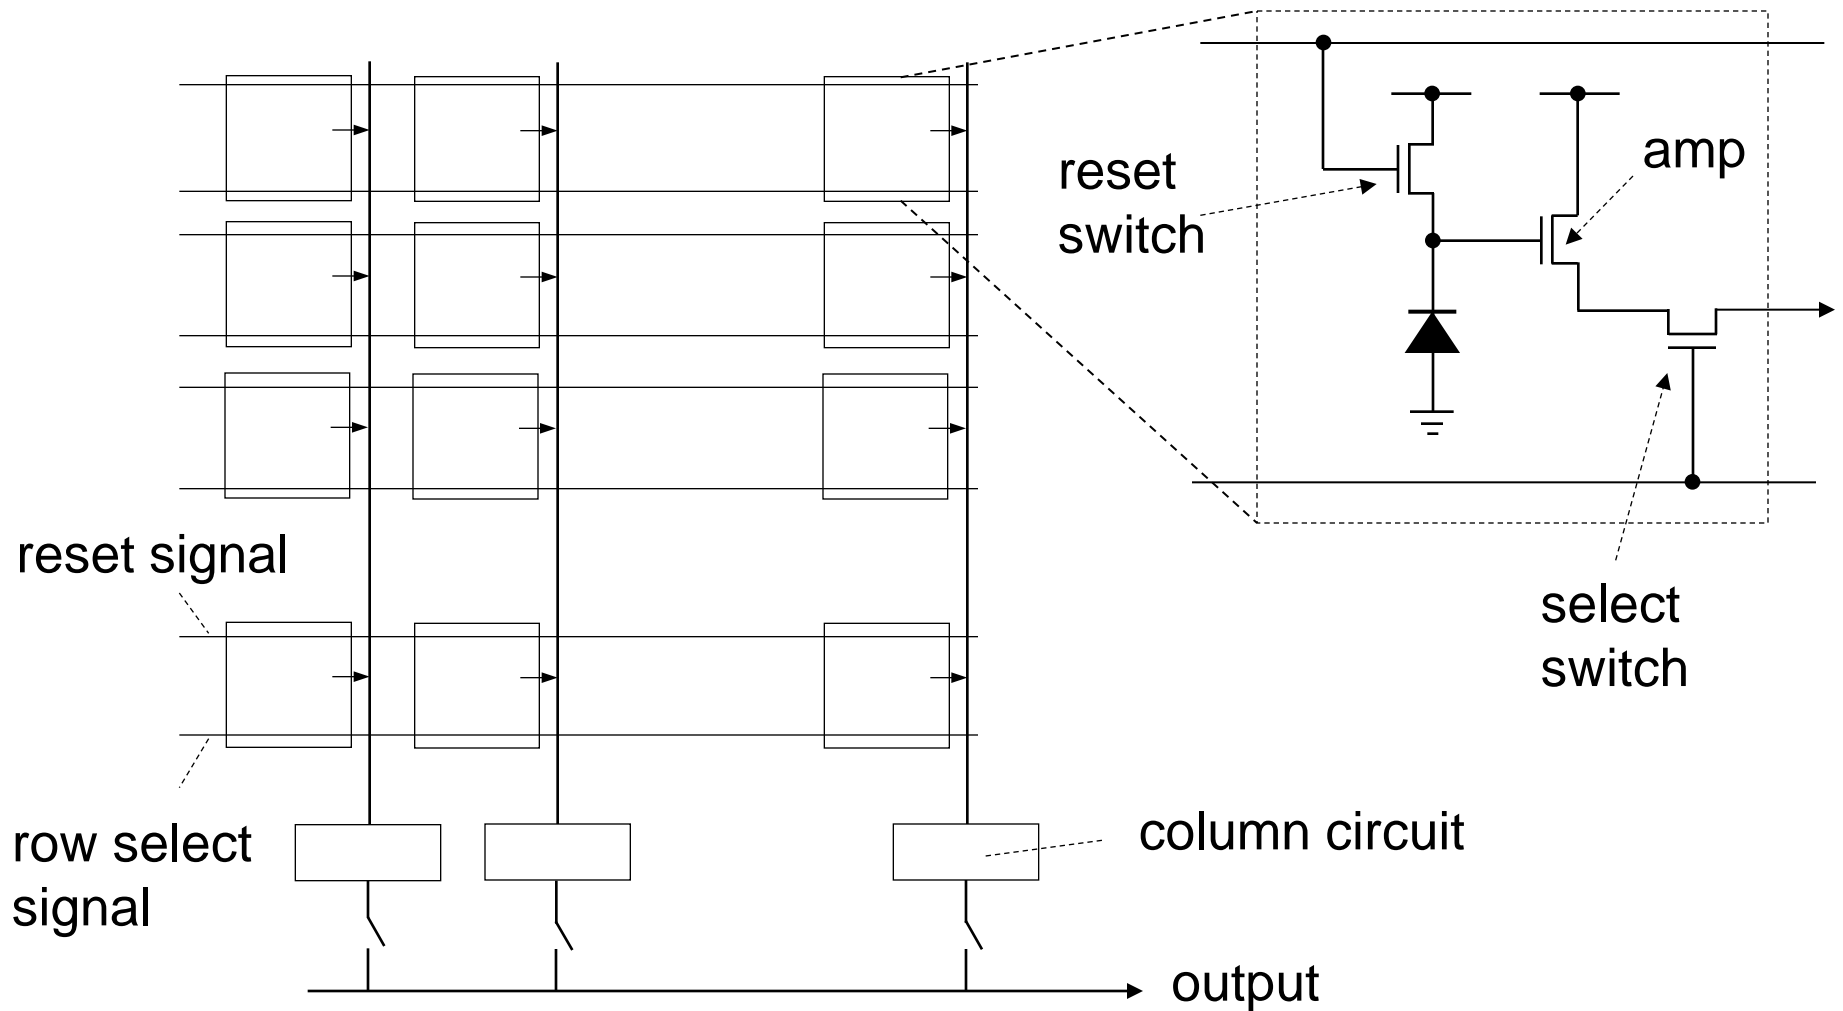 amp
reset
switch
reset signal
select
switch
row select
signal
column circuit
output